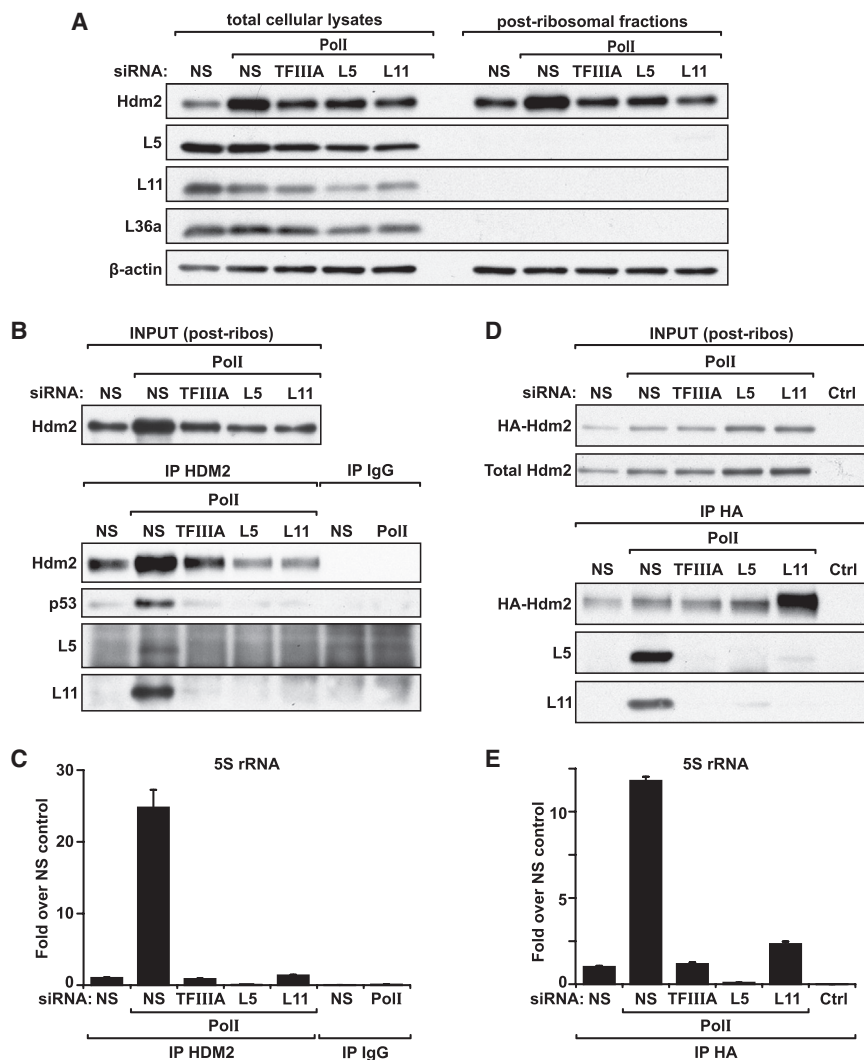 A
total cellular lysates
post-ribosomal fractions
PolI
PolI
siRNA: NS NS TFIIIA L5 L11 NS NS TFIIIA L5 L11
Hdm2
L5
L11
L36a
β-actin
B
INPUT (post-ribos)
PolI
siRNA: NS NS TFIIIA L5 L11
Hdm2
IP HDM2
IP IgG
PolI
NS NS TFIIIA L5 L11 NS PolI
Hdm2
p53
L5
L11
C
5S rRNA
Fold over NS control
30
20
10
0
siRNA: NS NS TFIIIA L5 L11 NS PolI
PolI
IP HDM2
IP IgG
D
INPUT (post-ribos)
PolI
siRNA: NS NS TFIIIA L5 L11 Ctrl
HA-Hdm2
Total Hdm2
IP HA
PolI
NS NS TFIIIA L5 L11 Ctrl
HA-Hdm2
L5
L11
E
5S rRNA
Fold over NS control
10
5
0
siRNA: NS NS TFIIIA L5 L11 Ctrl
PolI
IP HA